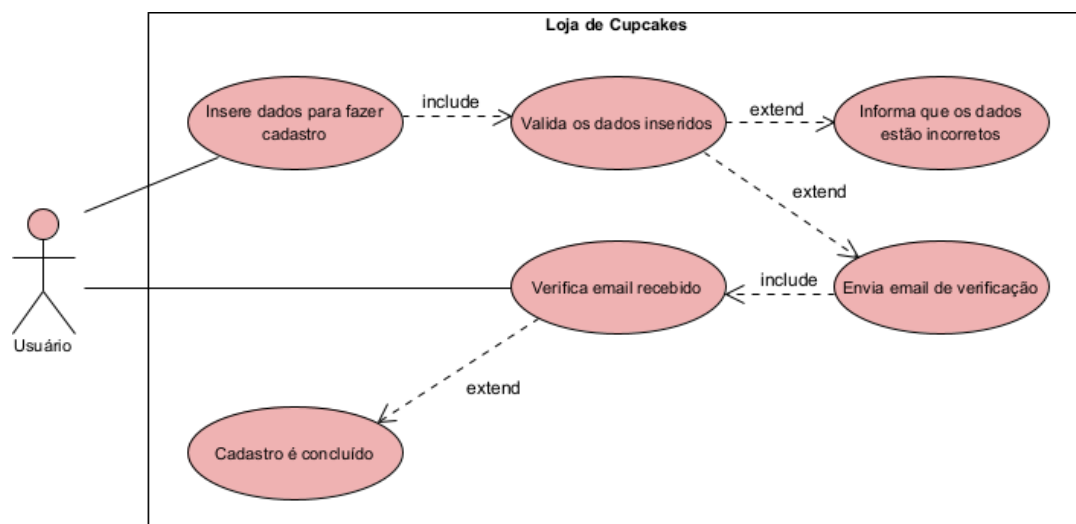 Loja de Cupcakes
Insere dados para fazer
cadastro
include
Valida os dados inseridos
extend
Informa que os dados
estão incorretos
extend
Usuário
Verifica email recebido
include
Envia email de verificação
extend
Cadastro é concluído